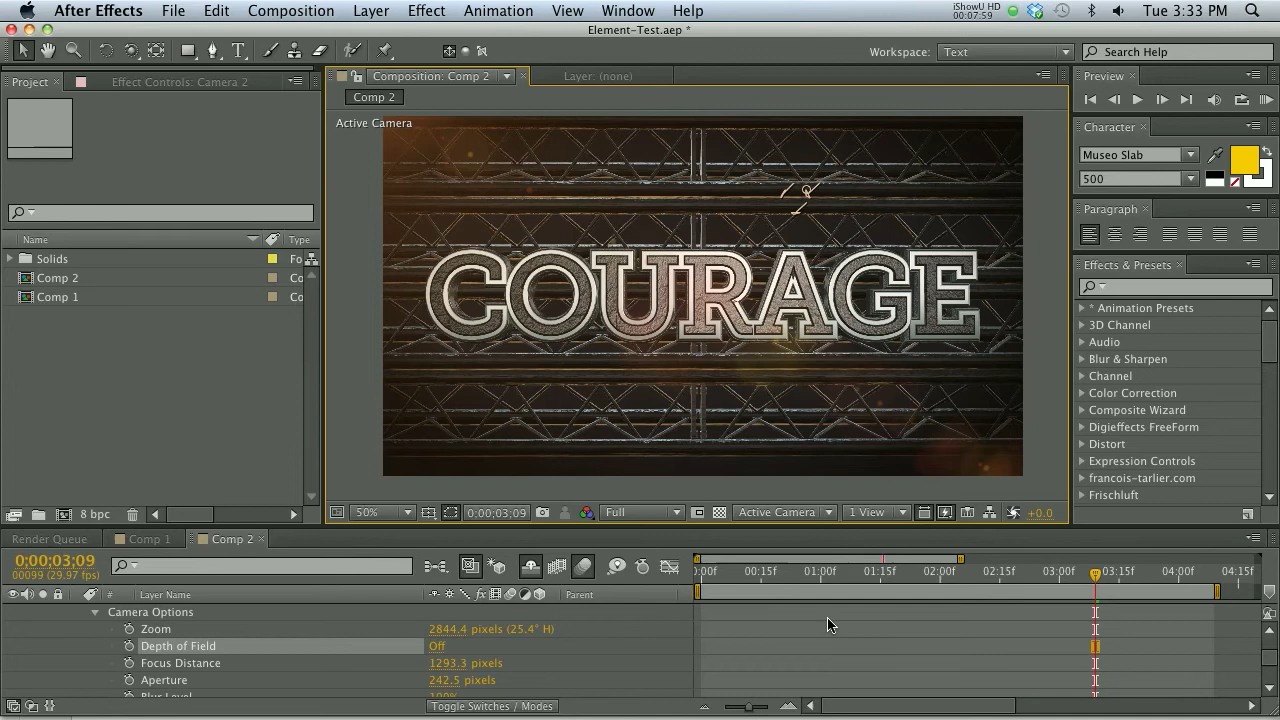 After Effects File Edit Composition Layer Effect Animation View Window Help
iShowU HD
00:07:59
Tue 3:33 PM
Element-Test.aep *
Workspace: Text
Search Help
Project × Effect Controls: Camera 2
Composition: Comp 2 × Layer: (none)
Comp 2
Active Camera
COURAGE
Preview ×
Character ×
Museo Slab
500
Paragraph ×
Effects & Presets ×
* Animation Presets
3D Channel
Audio
Blur & Sharpen
Channel
Color Correction
Composite Wizard
Digieffects FreeForm
Distort
Expression Controls
francois-tarlier.com
Frischluft
Name Type
Solids Fo
Comp 2 Co
Comp 1 Co
8 bpc
50% 0;00;03;09 Full Active Camera 1 View +0.0
Render Queue Comp 1 Comp 2 ×
0;00;03;09
00099 (29.97 fps)
# Layer Name Parent
:00f 00:15f 01:00f 01:15f 02:00f 02:15f 03:00f 03:15f 04:00f 04:15f
Camera Options
Zoom 2844.4 pixels (25.4° H)
Depth of Field Off
Focus Distance 1293.3 pixels
Aperture 242.5 pixels
Blur Level 100%
Toggle Switches / Modes